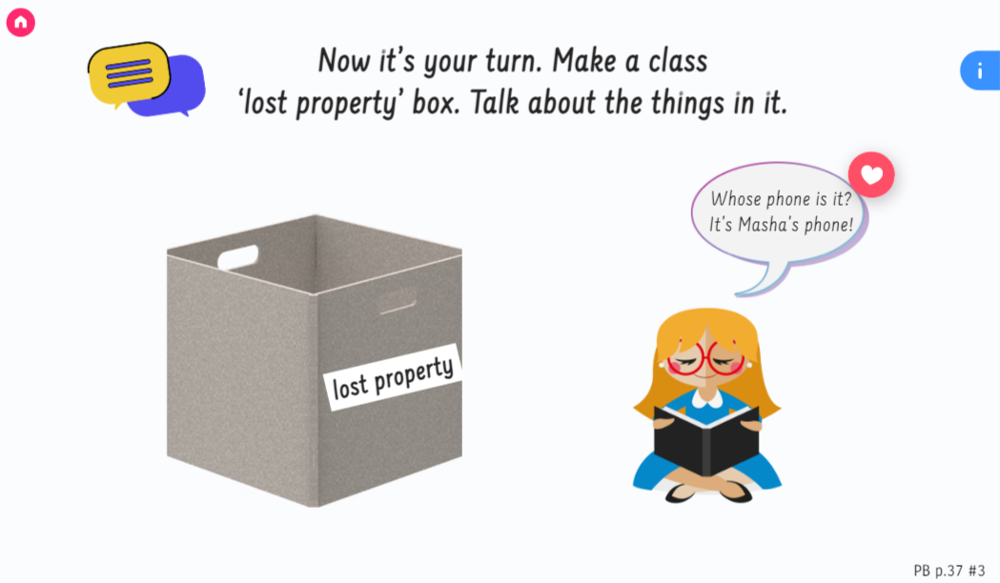 Now it's your turn. Make a class
'lost property' box. Talk about the things in it.
i
Whose phone is it?
It's Masha's phone!
lost property
PB p.37 #3